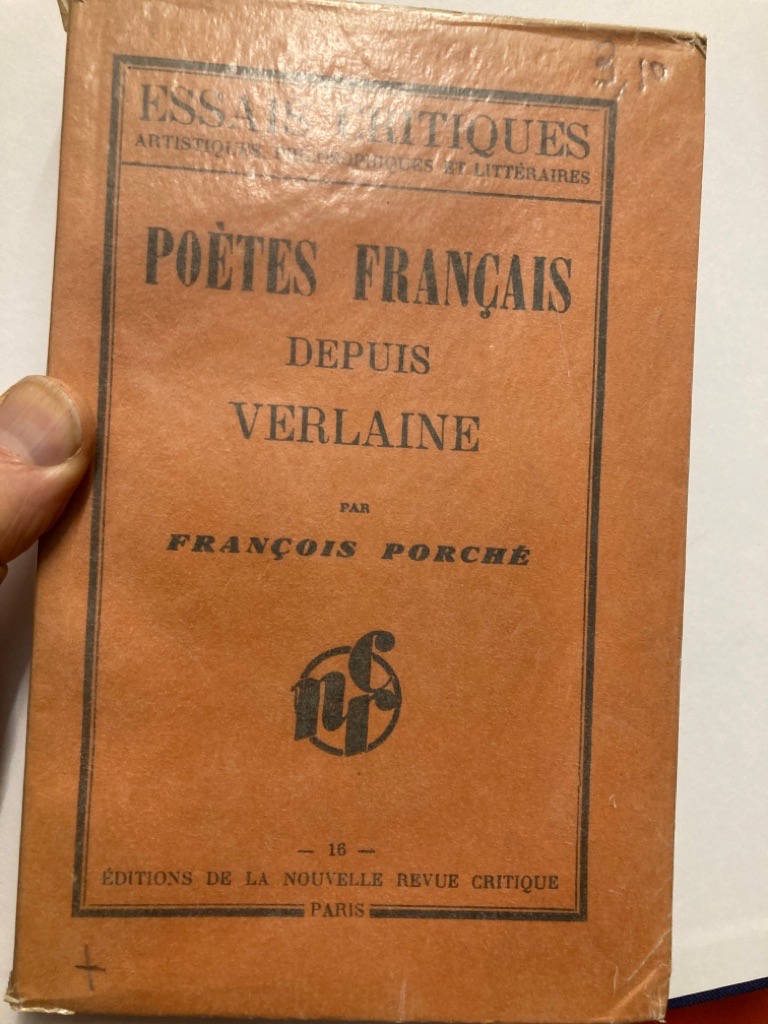 ESSAIS CRITIQUES
ARTISTIQUES, PHILOSOPHIQUES ET LITTÉRAIRES
POÈTES FRANÇAIS
DEPUIS
VERLAINE
PAR
FRANÇOIS PORCHÉ
nrc
— 16 —
ÉDITIONS DE LA NOUVELLE REVUE CRITIQUE
PARIS